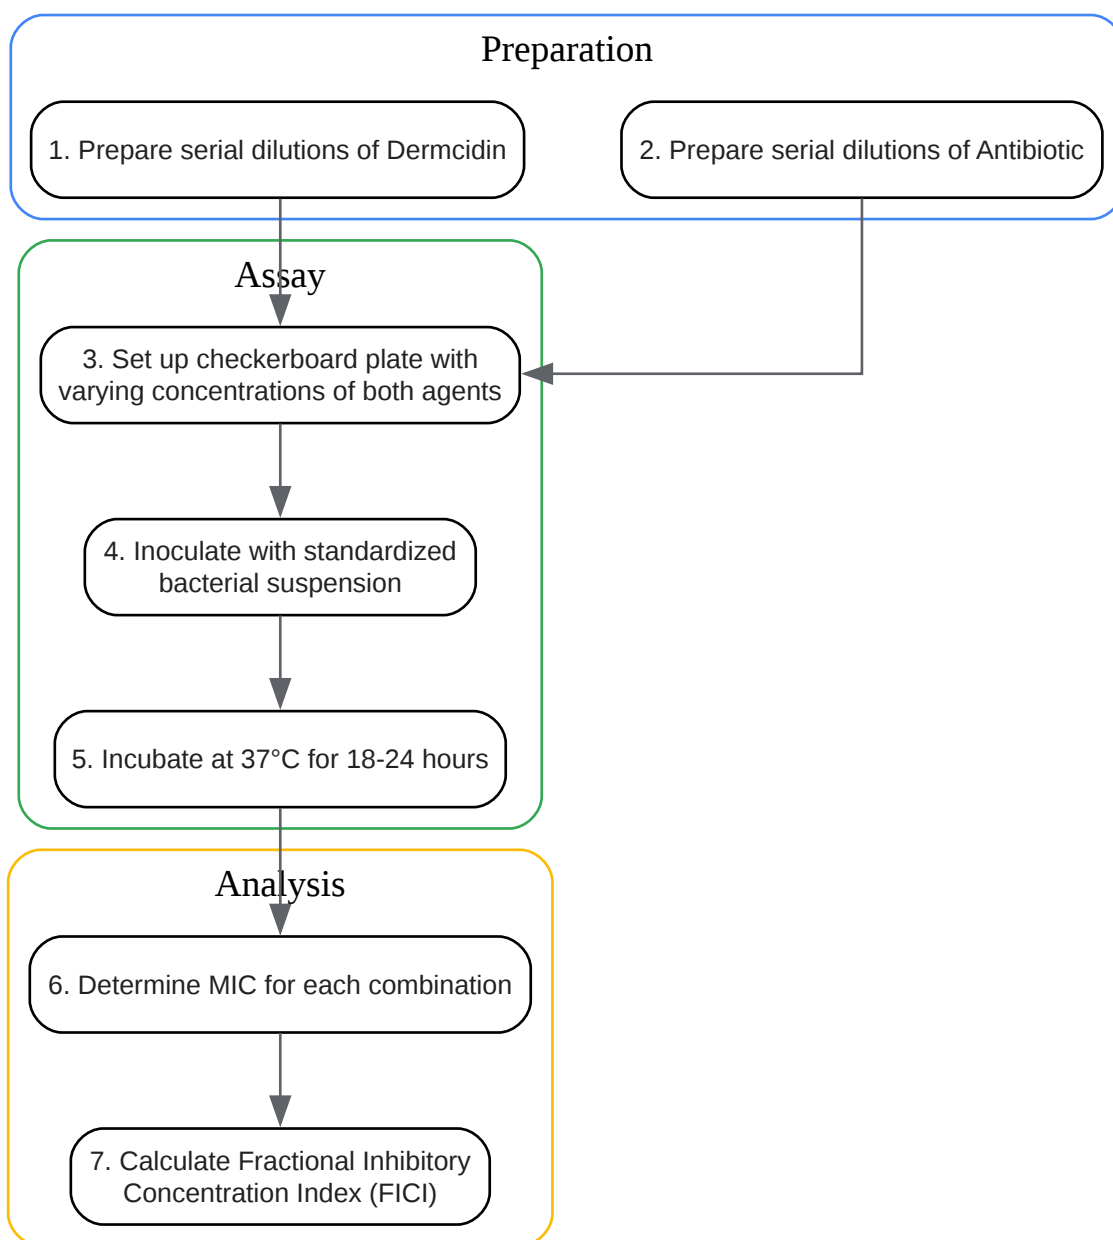 Preparation
1. Prepare serial dilutions of Dermcidin
2. Prepare serial dilutions of Antibiotic
Assay
3. Set up checkerboard plate with
varying concentrations of both agents
4. Inoculate with standardized
bacterial suspension
5. Incubate at 37°C for 18-24 hours
Analysis
6. Determine MIC for each combination
7. Calculate Fractional Inhibitory
Concentration Index (FICI)